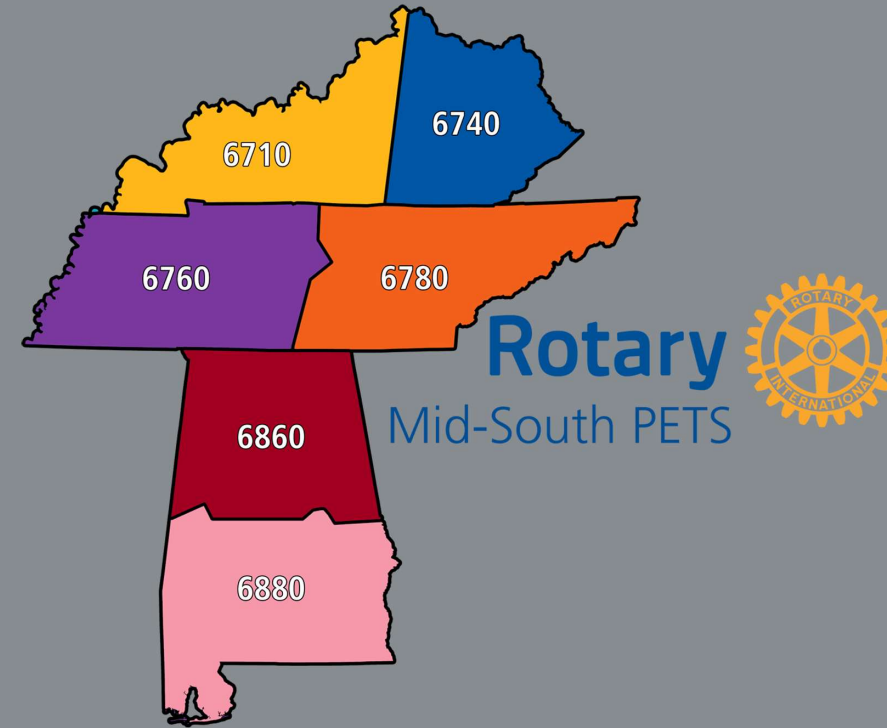 6740
6710
6760
6780
Rotary
ROTARY
INTERNATIONAL
Mid-South PETS
6860
6880